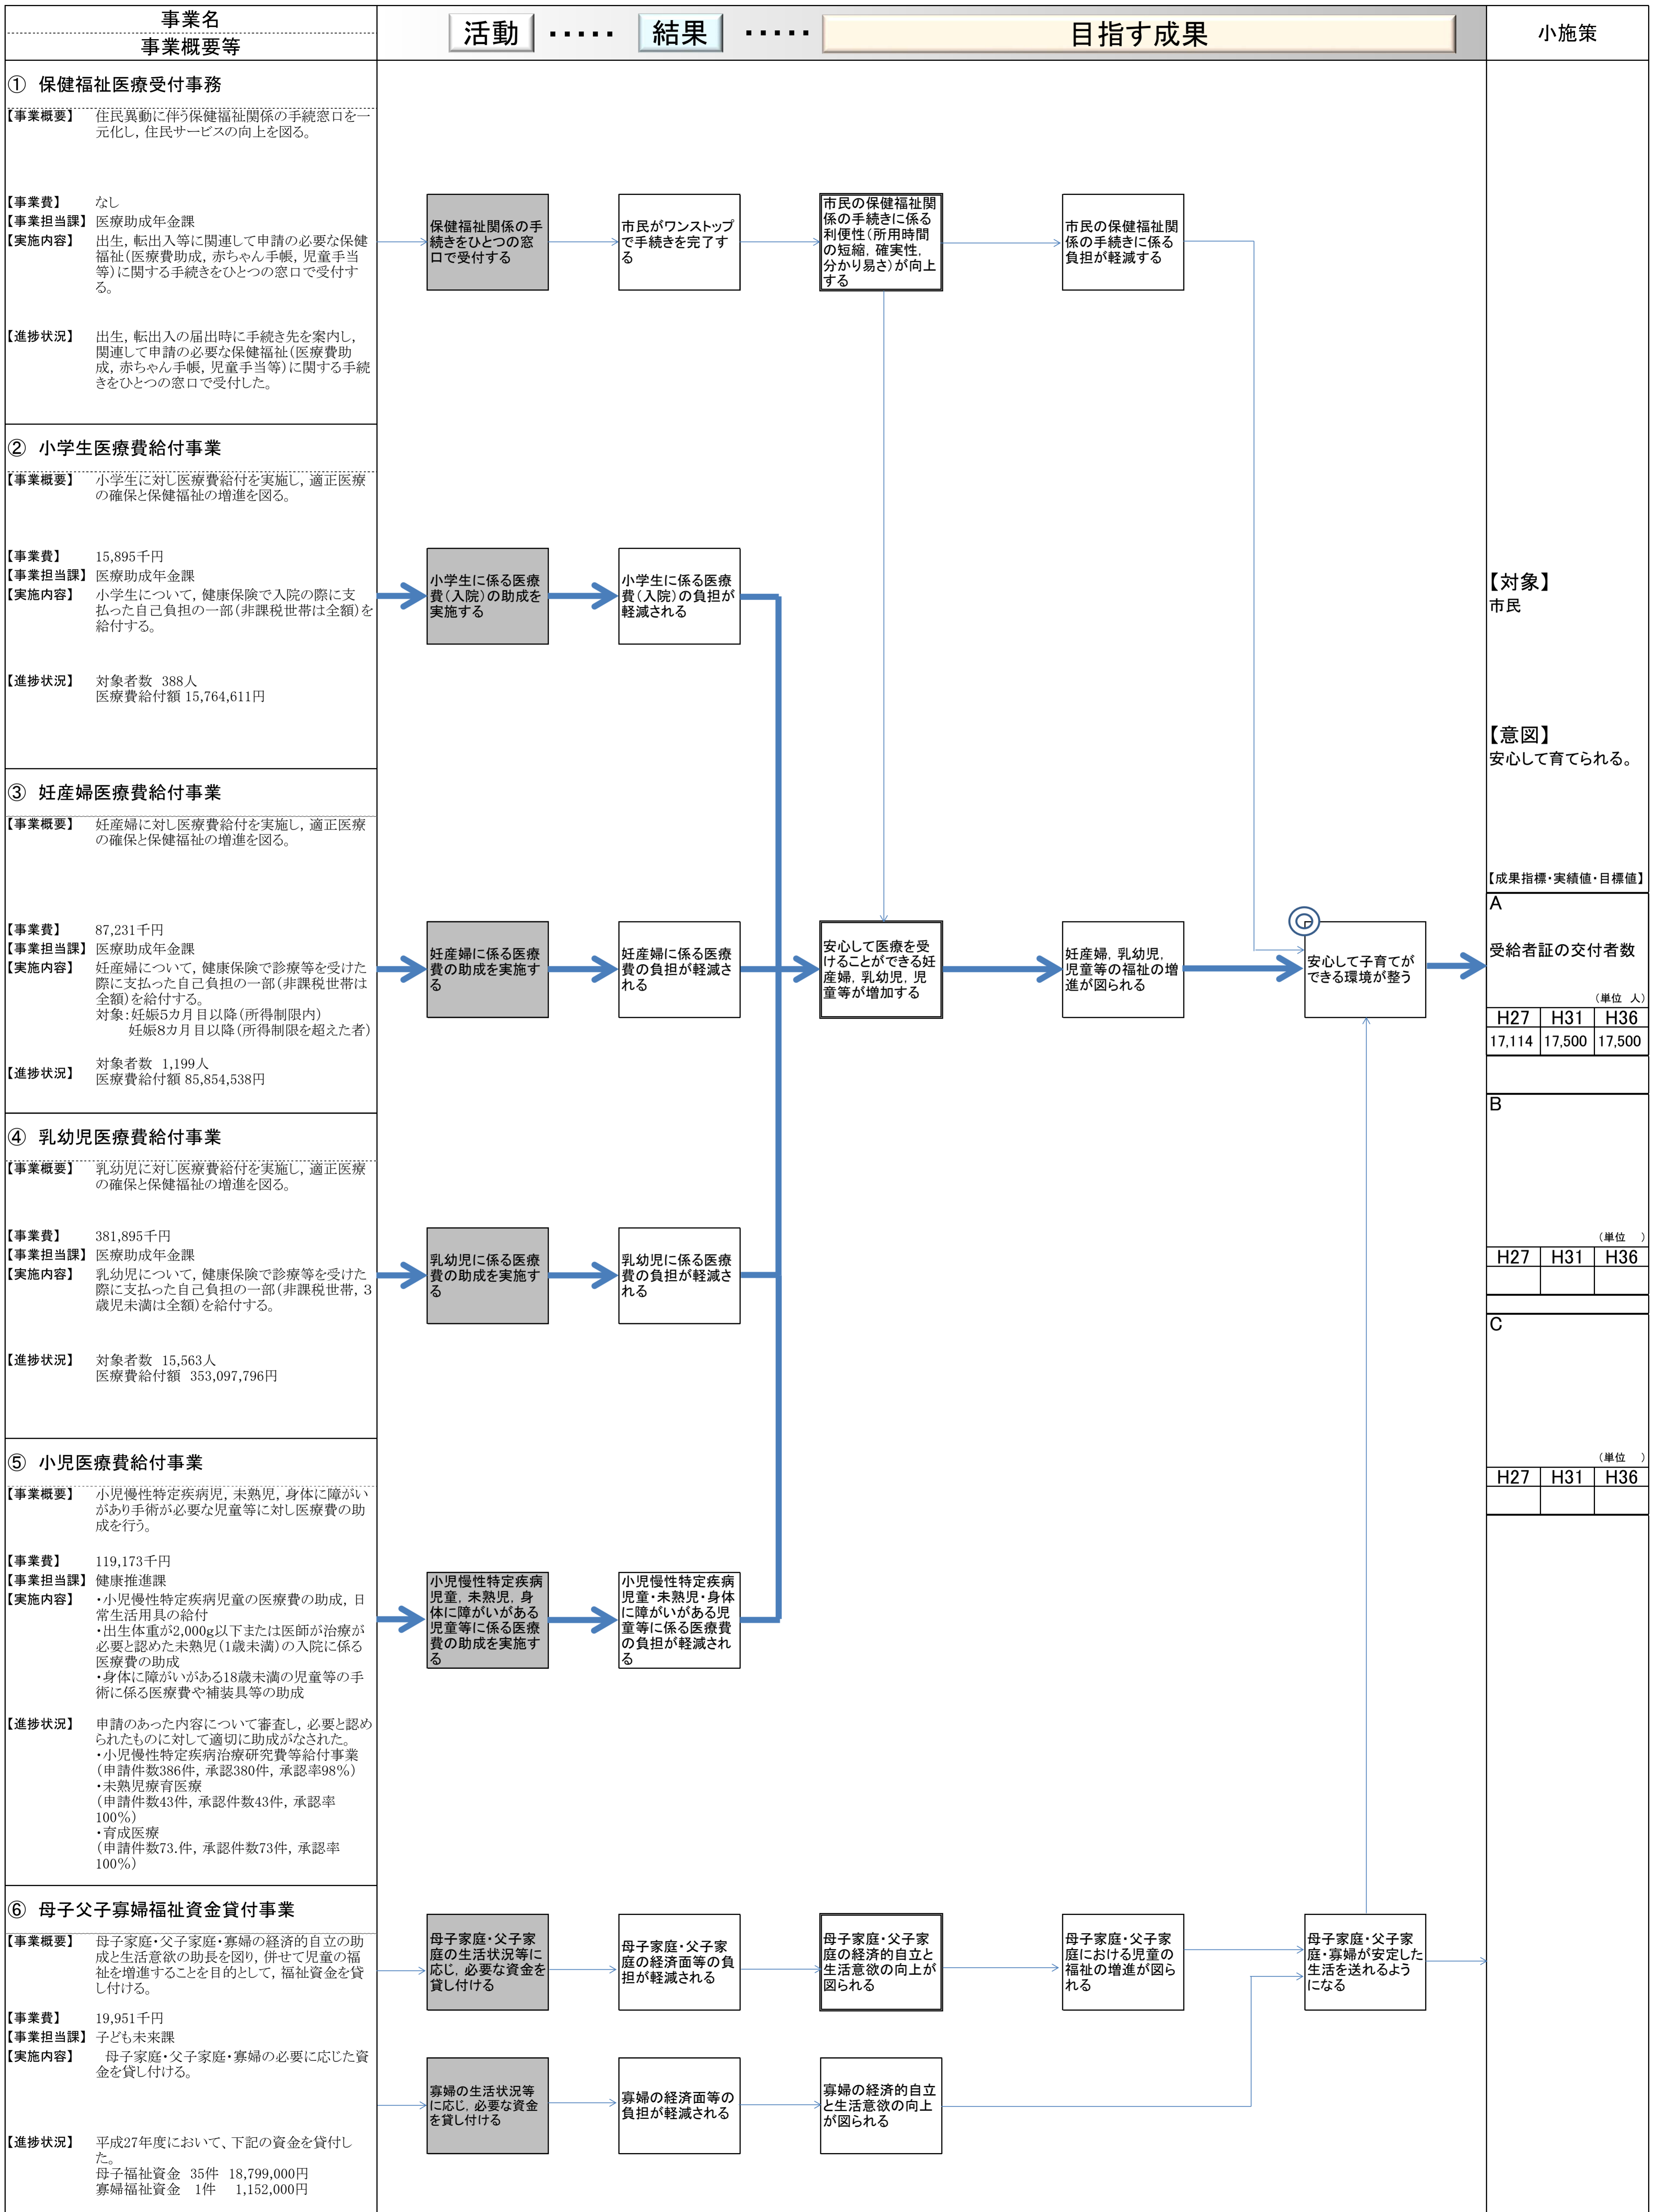 事業名
事業概要等
活動 ・・・・・ 結果 ・・・・・ 目指す成果
小施策
① 保健福祉医療受付事務
【事業概要】 住民異動に伴う保健福祉関係の手続窓口を一
元化し，住民サービスの向上を図る。
【事業費】 なし
【事業担当課】 医療助成年金課
【実施内容】 出生，転出入等に関連して申請の必要な保健
福祉（医療費助成，赤ちゃん手帳，児童手当
等）に関する手続きをひとつの窓口で受付す
る。
【進捗状況】 出生，転出入の届出時に手続き先を案内し，
関連して申請の必要な保健福祉（医療費助
成，赤ちゃん手帳，児童手当等）に関する手続
きをひとつの窓口で受付した。
保健福祉関係の手
続きをひとつの窓
口で受付する
市民がワンストップ
で手続きを完了す
る
市民の保健福祉関
係の手続きに係る
利便性（所用時間
の短縮，確実性，
分かり易さ）が向上
する
市民の保健福祉関
係の手続きに係る
負担が軽減する
② 小学生医療費給付事業
【事業概要】 小学生に対し医療費給付を実施し，適正医療
の確保と保健福祉の増進を図る。
【事業費】 15,895千円
【事業担当課】 医療助成年金課
【実施内容】 小学生について，健康保険で入院の際に支
払った自己負担の一部（非課税世帯は全額）を
給付する。
【進捗状況】 対象者数 388人
医療費給付額 15,764,611円
小学生に係る医療
費（入院）の助成を
実施する
小学生に係る医療
費（入院）の負担が
軽減される
③ 妊産婦医療費給付事業
【事業概要】 妊産婦に対し医療費給付を実施し，適正医療
の確保と保健福祉の増進を図る。
【事業費】 87,231千円
【事業担当課】 医療助成年金課
【実施内容】 妊産婦について，健康保険で診療等を受けた
際に支払った自己負担の一部（非課税世帯は
全額）を給付する。
対象：妊娠5カ月目以降（所得制限内）
妊娠8カ月目以降（所得制限を超えた者）
【進捗状況】 対象者数 1,199人
医療費給付額 85,854,538円
妊産婦に係る医療
費の助成を実施す
る
妊産婦に係る医療
費の負担が軽減さ
れる
安心して医療を受
けることができる妊
産婦，乳幼児，児
童等が増加する
妊産婦，乳幼児，
児童等の福祉の増
進が図られる
安心して子育てが
できる環境が整う
④ 乳幼児医療費給付事業
【事業概要】 乳幼児に対し医療費給付を実施し，適正医療
の確保と保健福祉の増進を図る。
【事業費】 381,895千円
【事業担当課】 医療助成年金課
【実施内容】 乳幼児について，健康保険で診療等を受けた
際に支払った自己負担の一部（非課税世帯，3
歳児未満は全額）を給付する。
【進捗状況】 対象者数 15,563人
医療費給付額 353,097,796円
乳幼児に係る医療
費の助成を実施す
る
乳幼児に係る医療
費の負担が軽減さ
れる
⑤ 小児医療費給付事業
【事業概要】 小児慢性特定疾病児，未熟児，身体に障がい
があり手術が必要な児童等に対し医療費の助
成を行う。
【事業費】 119,173千円
【事業担当課】 健康推進課
【実施内容】 ・小児慢性特定疾病児童の医療費の助成，日
常生活用具の給付
・出生体重が2,000g以下または医師が治療が
必要と認めた未熟児（1歳未満）の入院に係る
医療費の助成
・身体に障がいがある18歳未満の児童等の手
術に係る医療費や補装具等の助成
【進捗状況】 申請のあった内容について審査し，必要と認め
られたものに対して適切に助成がなされた。
・小児慢性特定疾病治療研究費等給付事業
（申請件数386件，承認380件，承認率98%）
・未熟児療育医療
（申請件数43件，承認件数43件，承認率
100%）
・育成医療
（申請件数73.件，承認件数73件，承認率
100%）
小児慢性特定疾病
児童，未熟児，身
体に障がいがある
児童等に係る医療
費の助成を実施す
る
小児慢性特定疾病
児童・未熟児・身体
に障がいがある児
童等に係る医療費
の負担が軽減され
る
⑥ 母子父子寡婦福祉資金貸付事業
【事業概要】 母子家庭・父子家庭・寡婦の経済的自立の助
成と生活意欲の助長を図り，併せて児童の福
祉を増進することを目的として，福祉資金を貸
し付ける。
【事業費】 19,951千円
【事業担当課】 子ども未来課
【実施内容】 母子家庭・父子家庭・寡婦の必要に応じた資
金を貸し付ける。
【進捗状況】 平成27年度において、下記の資金を貸付し
た。
母子福祉資金 35件 18,799,000円
寡婦福祉資金 1件 1,152,000円
母子家庭・父子家
庭の生活状況等に
応じ，必要な資金を
貸し付ける
母子家庭・父子家
庭の経済面等の負
担が軽減される
母子家庭・父子家
庭の経済的自立と
生活意欲の向上が
図られる
母子家庭・父子家
庭における児童の
福祉の増進が図ら
れる
母子家庭・父子家
庭・寡婦が安定した
生活を送れるよう
になる
寡婦の生活状況等
に応じ，必要な資金
を貸し付ける
寡婦の経済面等の
負担が軽減される
寡婦の経済的自立
と生活意欲の向上
が図られる
【対象】
市民
【意図】
安心して育てられる。
【成果指標・実績値・目標値】
A
受給者証の交付者数
（単位 人）
H27 H31 H36
17,114 17,500 17,500
B
（単位 ）
H27 H31 H36
C
（単位 ）
H27 H31 H36